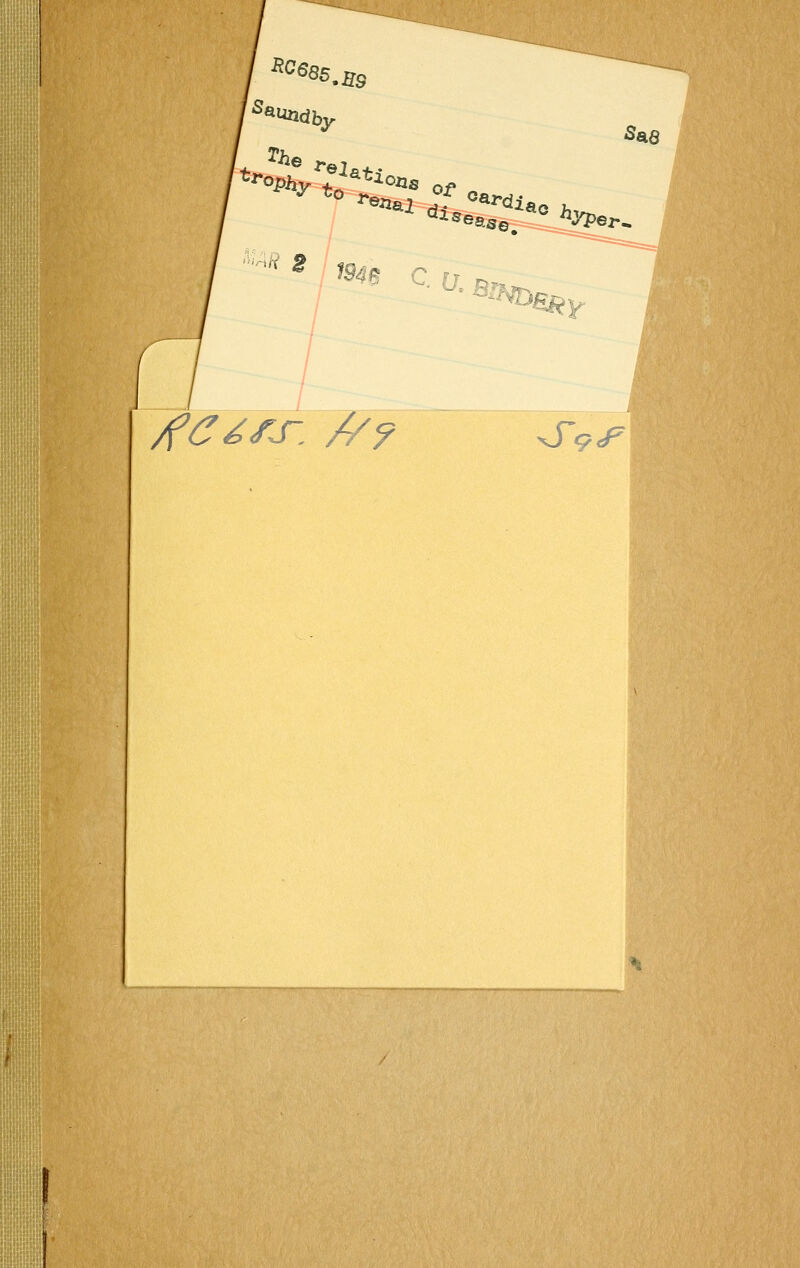 RC685.H9
Saundby Sa8
The relations of cardiac hyper-
trophy to renal disease.
MAR 2 1946 C. U. BINDERY
RC685. H9 Sa8